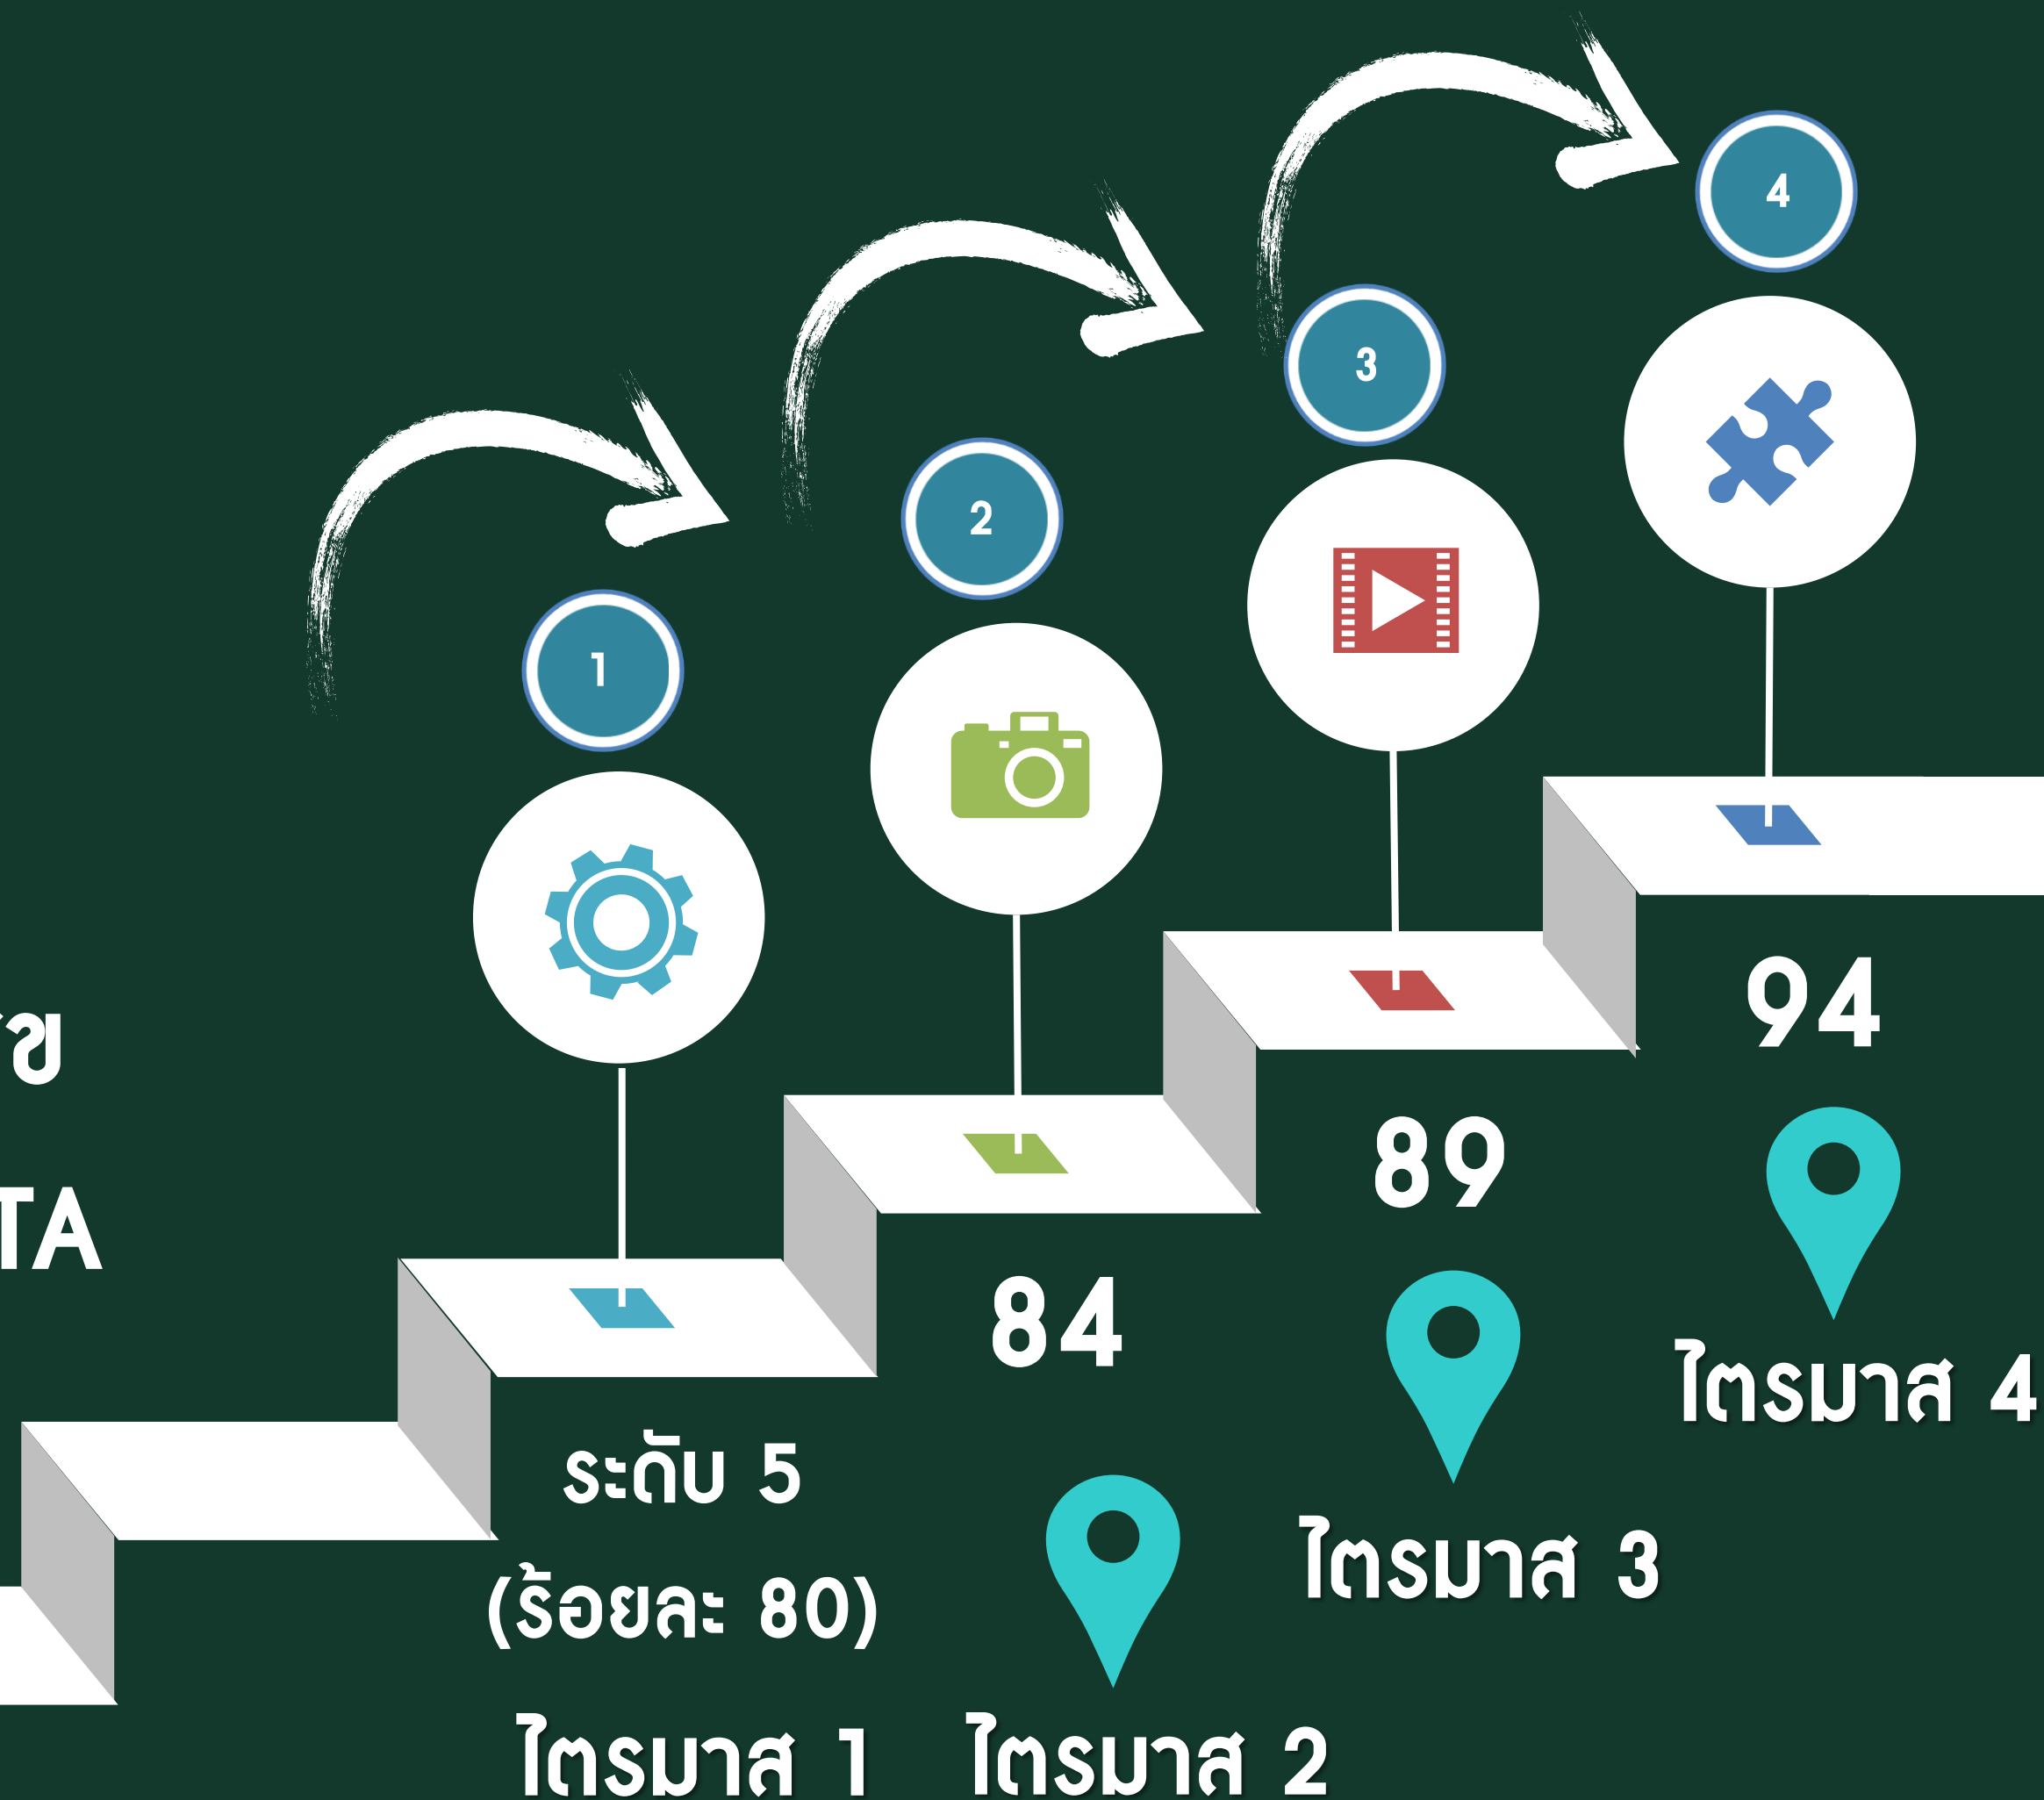 4
3
2
1
94
89
TA
84
ไตรมาส 4
ระดับ 5
ไตรมาส 3
(ร้อยละ 80)
ไตรมาส 1
ไตรมาส 2